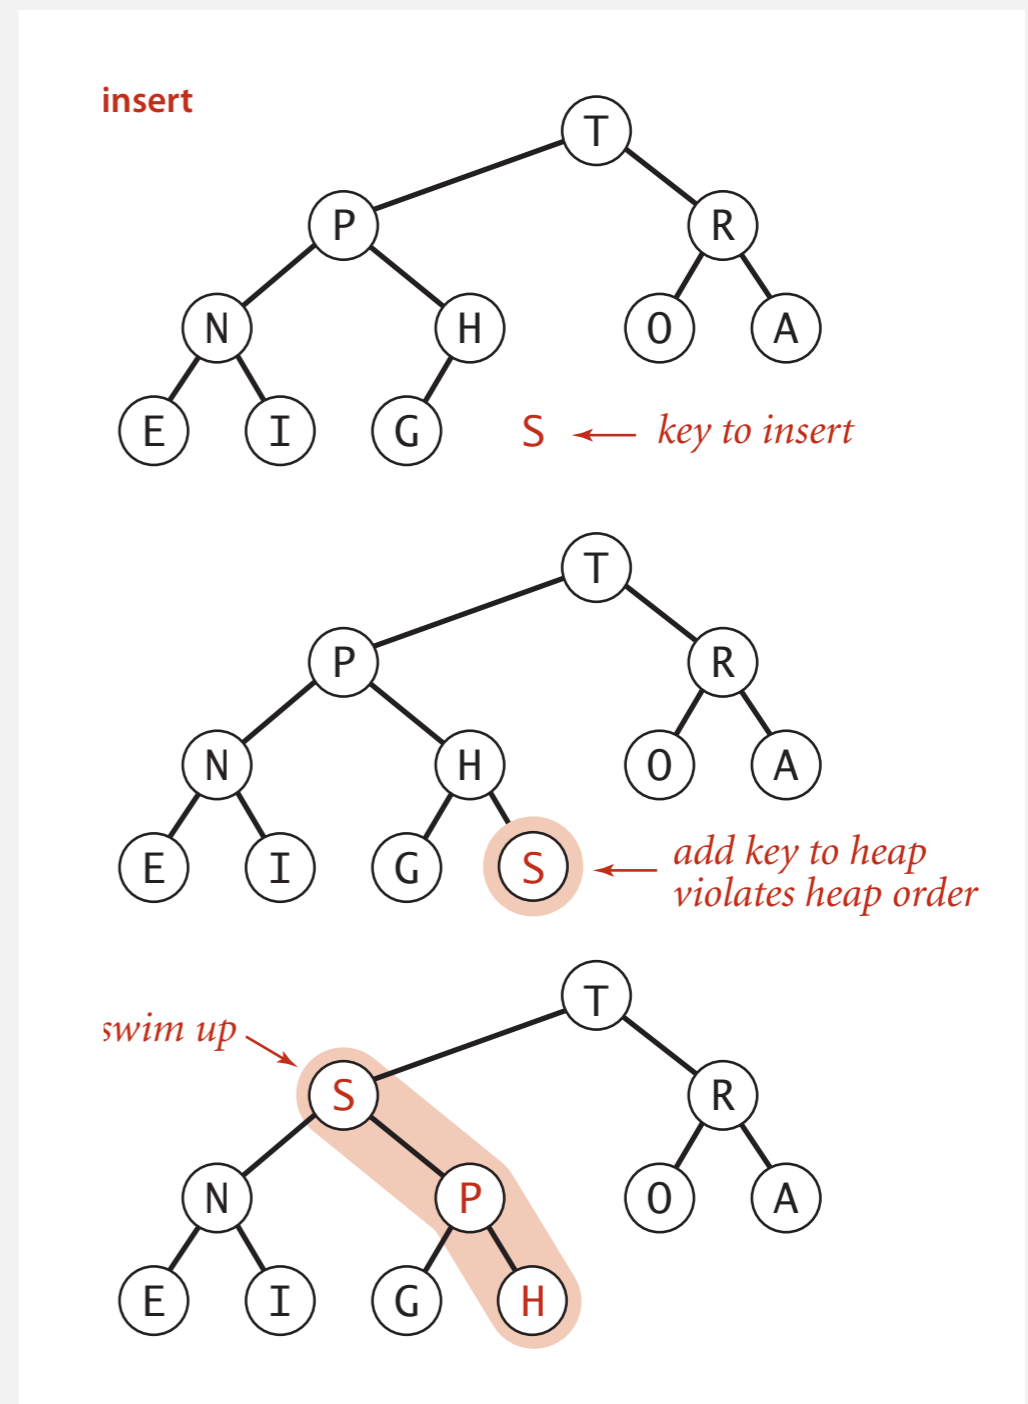 insert
T
P R
N H O A
E I G S key to insert
T
P R
N H O A
E I G S add key to heap
violates heap order
T
swim up
S R
N P O A
E I G H